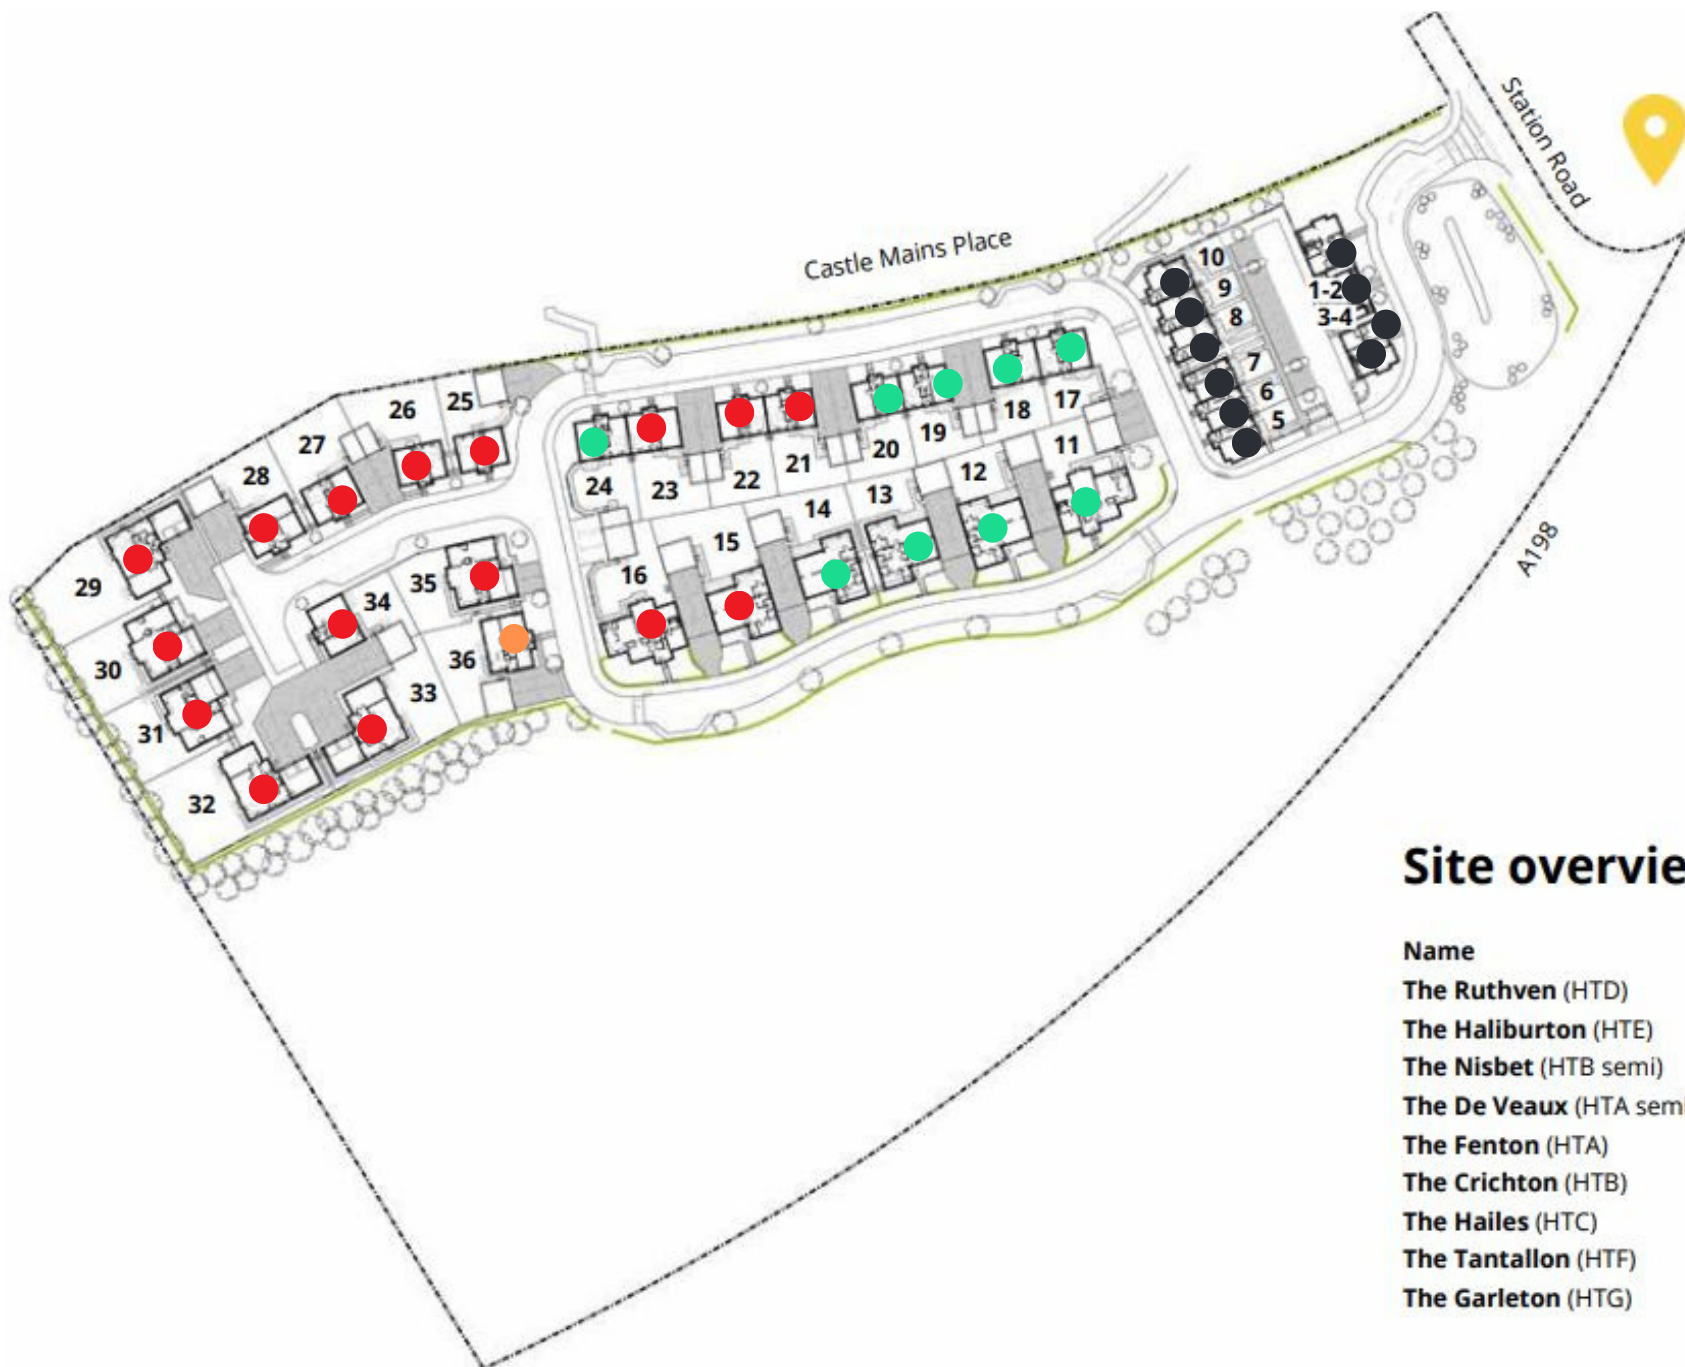 Station Road
Castle Mains Place
10
9
8
1-2
3-4
7
6
5
26
25
27
28
18
17
19
20
11
21
12
22
23
24
13
14
15
16
29
35
34
30
36
33
31
32
A198
Site overvie
Name
The Ruthven (HTD)
The Haliburton (HTE)
The Nisbet (HTB semi)
The De Veaux (HTA sem
The Fenton (HTA)
The Crichton (HTB)
The Hailes (HTC)
The Tantallon (HTF)
The Garleton (HTG)